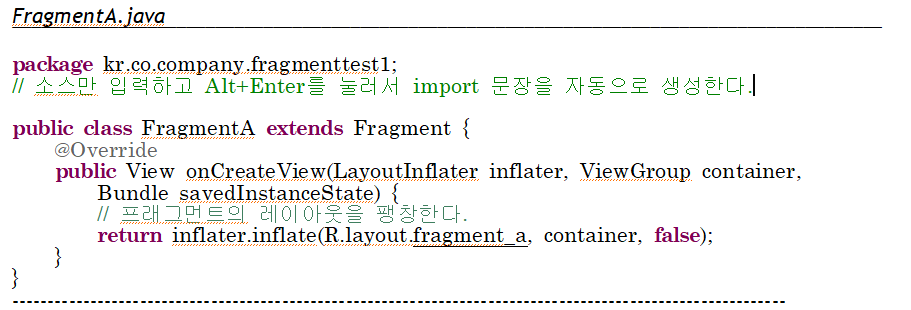 FragmentA.java
package kr.co.company.fragmenttest1;
// 소스만 입력하고 Alt+Enter를 눌러서 import 문장을 자동으로 생성한다.
public class FragmentA extends Fragment {
@Override
public View onCreateView(LayoutInflater inflater, ViewGroup container,
Bundle savedInstanceState) {
// 프래그먼트의 레이아웃을 팽창한다.
return inflater.inflate(R.layout.fragment_a, container, false);
}
}